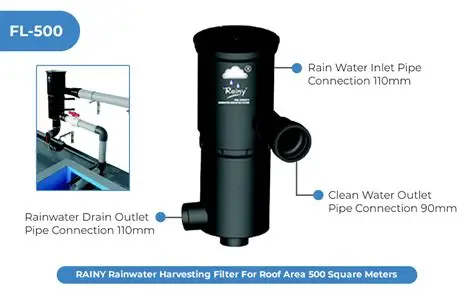 FL-500
Rain Water Inlet Pipe
Connection 110mm
Rainy
Clean Water Outlet
Pipe Connection 90mm
Rainwater Drain Outlet
Pipe Connection 110mm
RAINY Rainwater Harvesting Filter For Roof Area 500 Square Meters